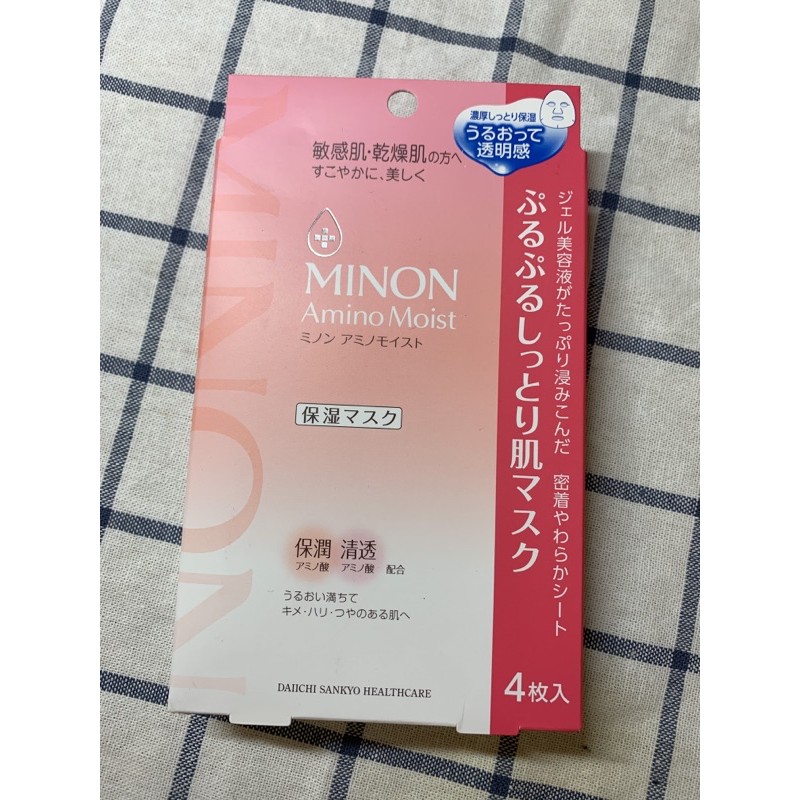 MINON
濃厚しっとり保湿
うるおって
透明感
敏感肌・乾燥肌の方へ
すこやかに、美しく
MINON
Amino Moist
ミノン アミノモイスト
保湿マスク
保潤 清透
アミノ酸 アミノ酸 配合
うるおい満ちて
キメ・ハリ・つやのある肌へ
DAIICHI SANKYO HEALTHCARE
ジェル美容液がたっぷり浸みこんだ 密着やわらかシート
ぷるぷるしっとり肌マスク
4枚入